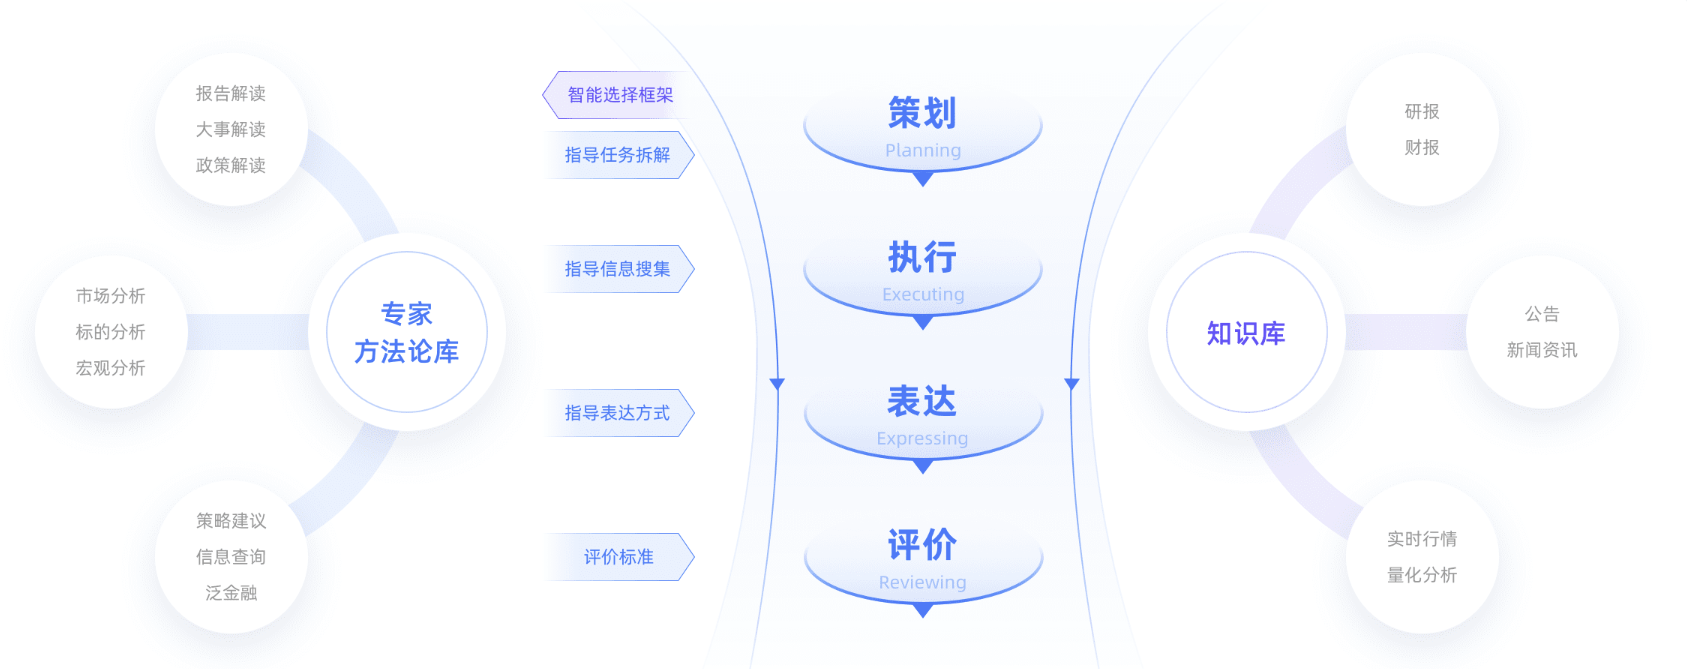 报告解读
大事解读
政策解读
市场分析
标的分析
宏观分析
策略建议
信息查询
泛金融
专家
方法论库
智能选择框架
指导任务拆解
指导信息搜集
指导表达方式
评价标准
策划
Planning
执行
Executing
表达
Expressing
评价
Reviewing
知识库
研报
财报
公告
新闻资讯
实时行情
量化分析